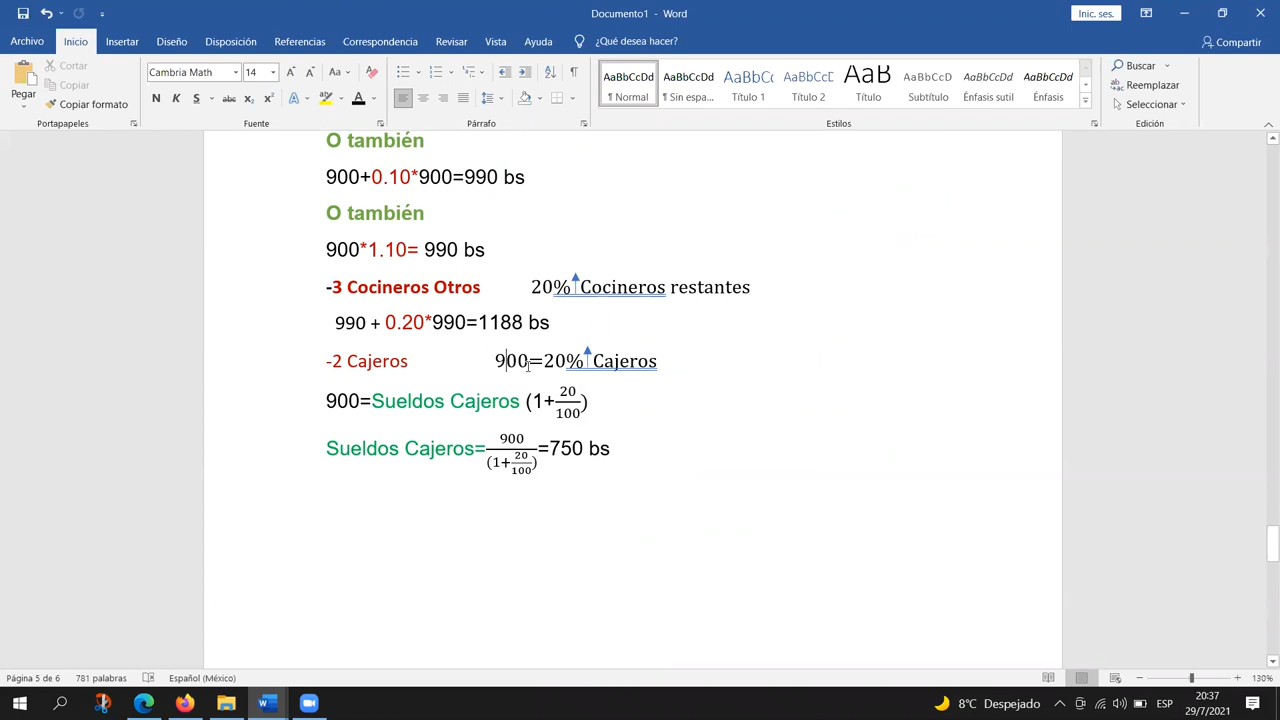 Documento1 - Word
Inic. ses.
Archivo Inicio Insertar Diseño Disposición Referencias Correspondencia Revisar Vista Ayuda ¿Qué desea hacer? Compartir
Pegar
Cortar
Copiar
Copiar formato
Cambria Math 14
N K S abc x₂ x² A A
AaBbCcDd AaBbCcDd AaBbCc AaBbCcD AaB AaBbCcD AaBbCcDd AaBbCcDd
¶ Normal ¶ Sin espa... Título 1 Título 2 Título Subtítulo Énfasis sutil Énfasis
Buscar
Reemplazar
Seleccionar
Portapapeles Fuente Párrafo Estilos Edición
O también
900+0.10*900=990 bs
O también
900*1.10= 990 bs
-3 Cocineros Otros 20%↑Cocineros restantes
990 + 0.20*990=1188 bs
-2 Cajeros 900=20%↑Cajeros
900=Sueldos Cajeros (1+20/100)
Sueldos Cajeros=900/(1+20/100)=750 bs
Página 5 de 6 781 palabras Español (México) 130%
8°C Despejado ESP 20:37
29/7/2021